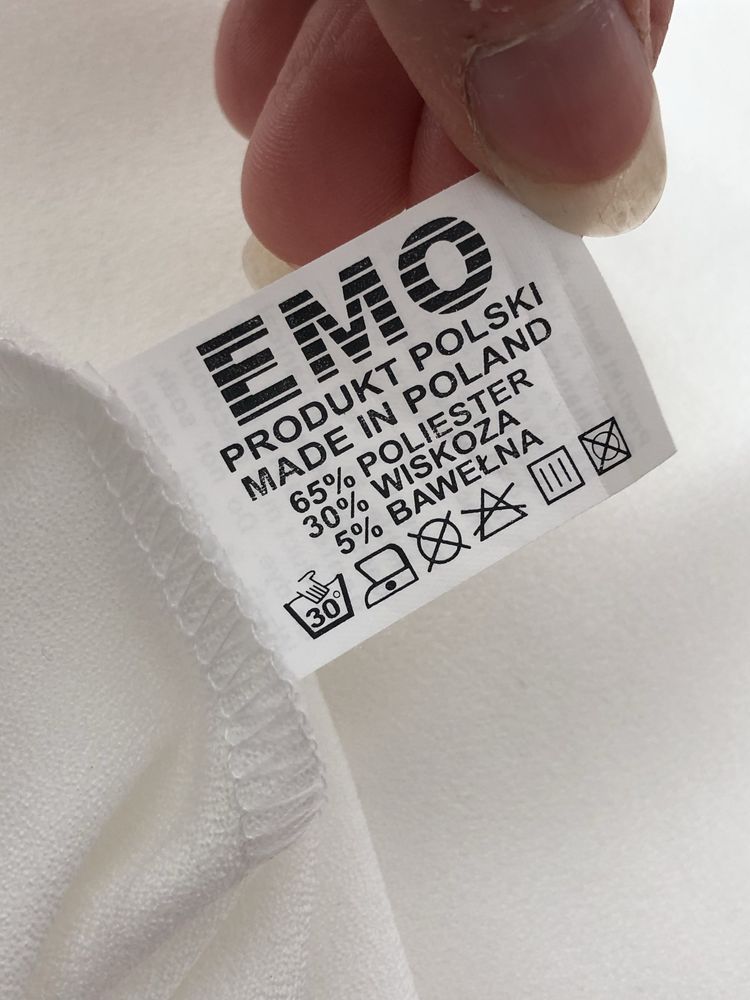 EMO
PRODUKT POLSKI
MADE IN POLAND
65% POLIESTER
30% WISKOZA
5% BAWEŁNA
30°